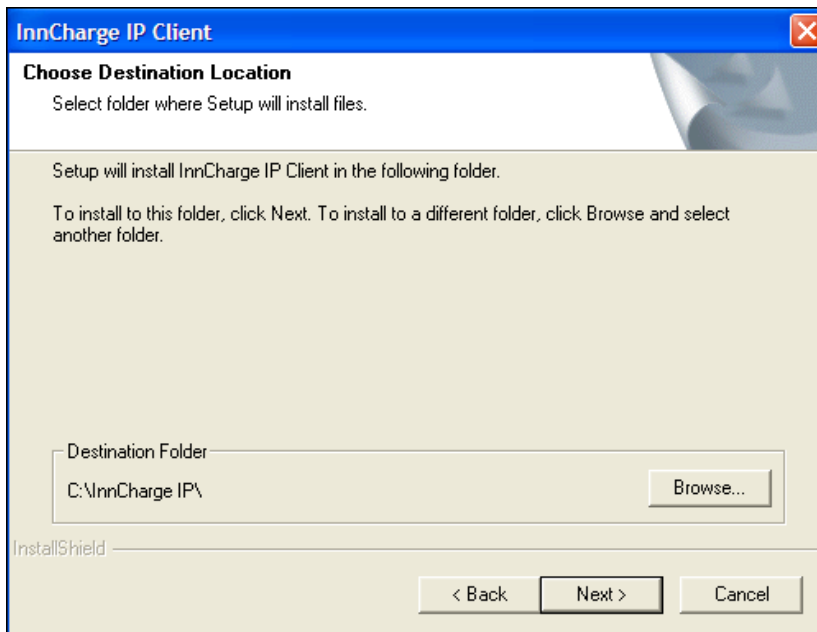 InnCharge IP Client
Choose Destination Location
Select folder where Setup will install files.
Setup will install InnCharge IP Client in the following folder.
To install to this folder, click Next. To install to a different folder, click Browse and select
another folder.
Destination Folder
C:\InnCharge IP\
Browse...
InstallShield
< Back
Next >
Cancel